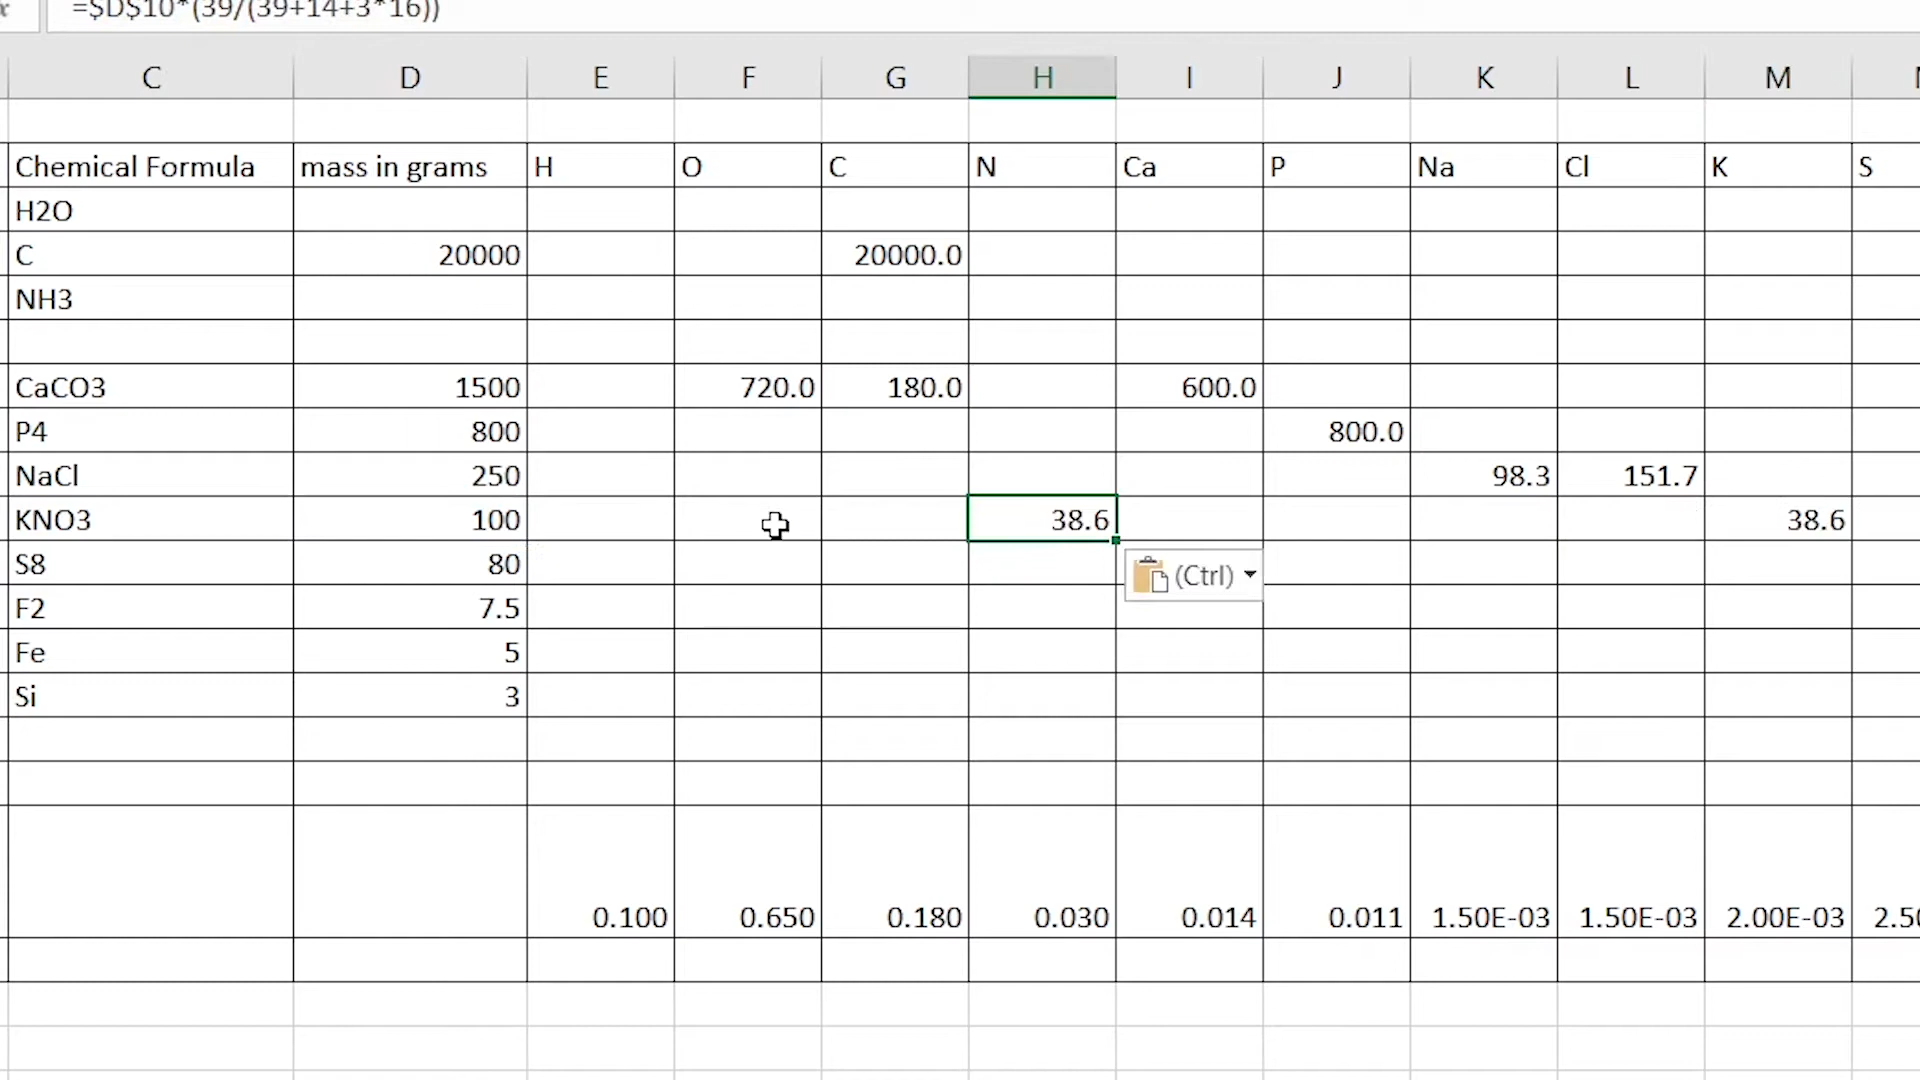 =$D$10*(39/(39+14+3*16))
C D E F G H I J K L M
Chemical Formula mass in grams H O C N Ca P Na Cl K S
H2O
C 20000 20000.0
NH3
CaCO3 1500 720.0 180.0 600.0
P4 800 800.0
NaCl 250 98.3 151.7
KNO3 100 38.6 38.6
S8 80
(Ctrl)
F2 7.5
Fe 5
Si 3
0.100 0.650 0.180 0.030 0.014 0.011 1.50E-03 1.50E-03 2.00E-03 2.50